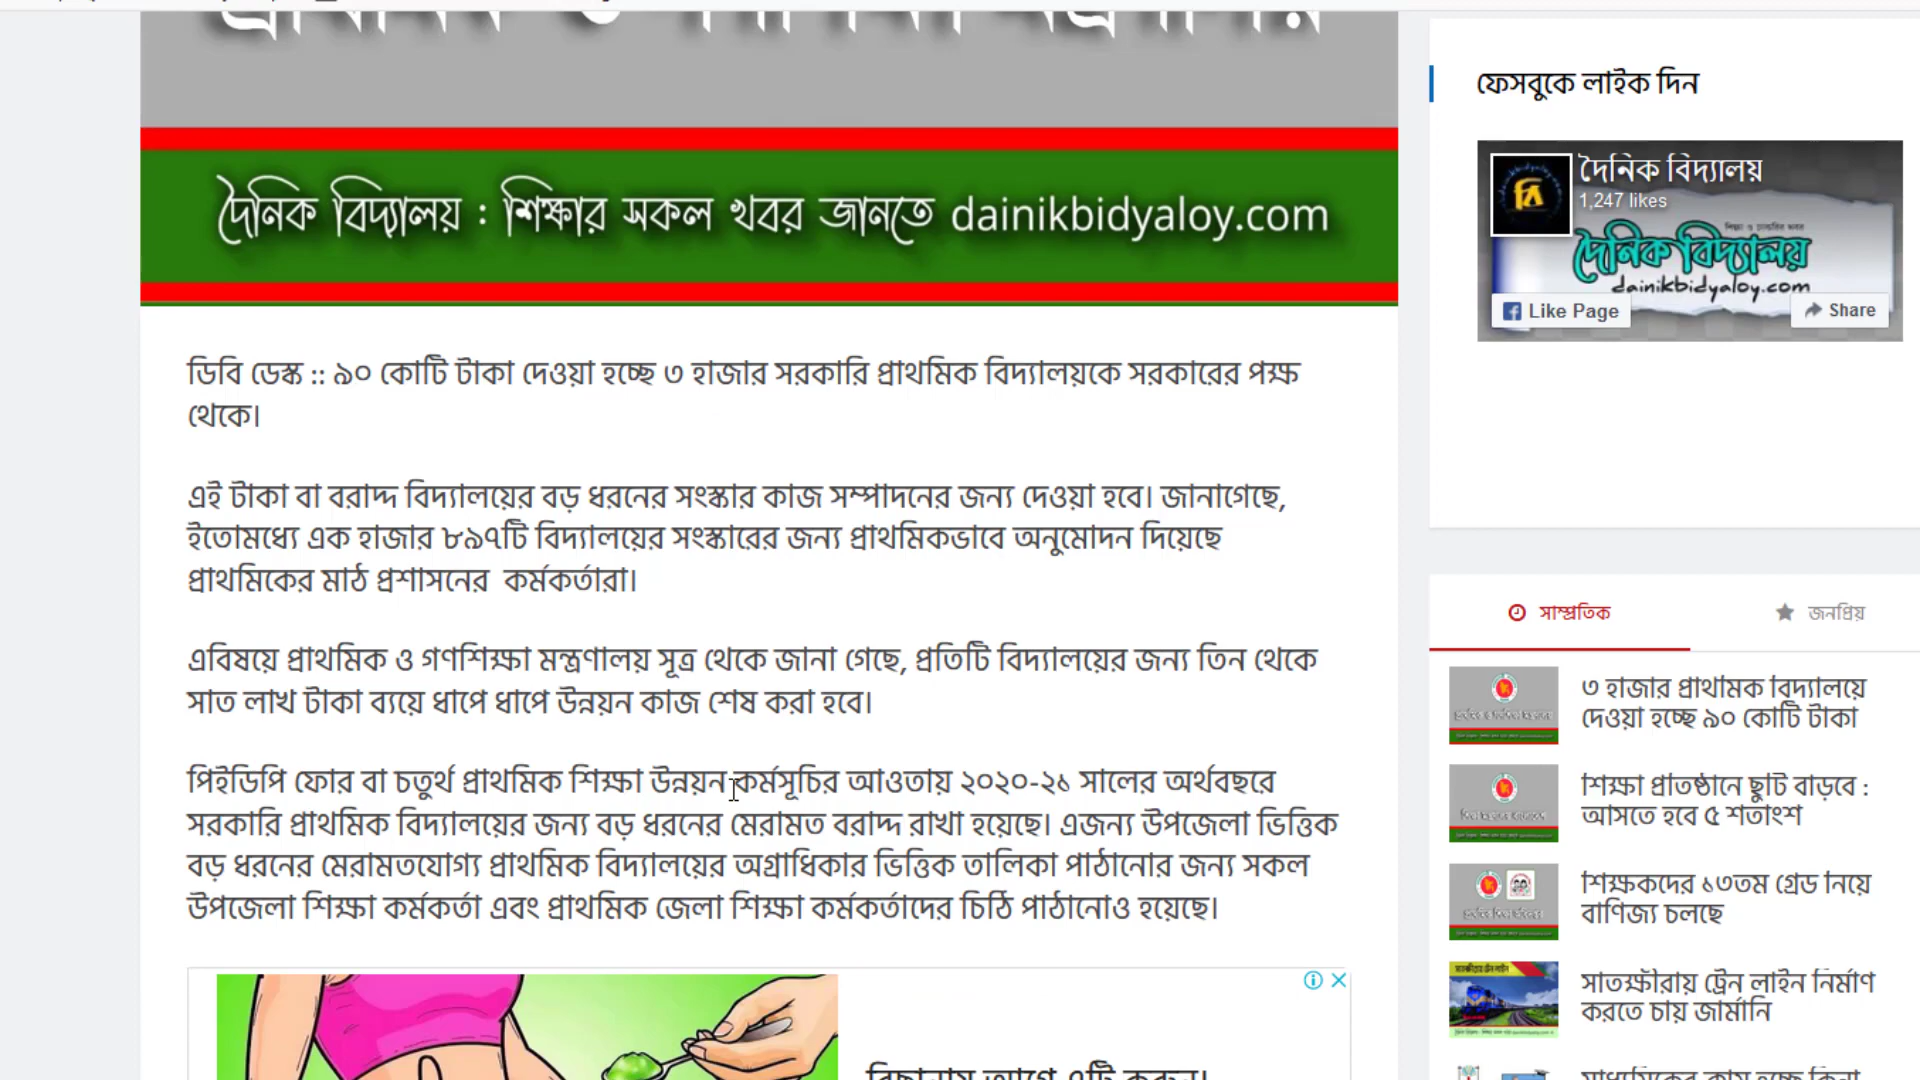 দৈনিক বিদ্যালয় : শিক্ষার সকল খবর জানতে dainikbidyaloy.com
ডিবি ডেস্ক :: ৯০ কোটি টাকা দেওয়া হচ্ছে ৩ হাজার সরকারি প্রাথমিক বিদ্যালয়কে সরকারের পক্ষ
থেকে।
এই টাকা বা বরাদ্দ বিদ্যালয়ের বড় ধরনের সংস্কার কাজ সম্পাদনের জন্য দেওয়া হবে। জানাগেছে,
ইতোমধ্যে এক হাজার ৮৯৭টি বিদ্যালয়ের সংস্কারের জন্য প্রাথমিকভাবে অনুমোদন দিয়েছে
প্রাথমিকের মাঠ প্রশাসনের কর্মকর্তারা।
এবিষয়ে প্রাথমিক ও গণশিক্ষা মন্ত্রণালয় সূত্র থেকে জানা গেছে, প্রতিটি বিদ্যালয়ের জন্য তিন থেকে
সাত লাখ টাকা ব্যয়ে ধাপে ধাপে উন্নয়ন কাজ শেষ করা হবে।
পিইডিপি ফোর বা চতুর্থ প্রাথমিক শিক্ষা উন্নয়ন কর্মসূচির আওতায় ২০২০-২১ সালের অর্থবছরে
সরকারি প্রাথমিক বিদ্যালয়ের জন্য বড় ধরনের মেরামত বরাদ্দ রাখা হয়েছে। এজন্য উপজেলা ভিত্তিক
বড় ধরনের মেরামতযোগ্য প্রাথমিক বিদ্যালয়ের অগ্রাধিকার ভিত্তিক তালিকা পাঠানোর জন্য সকল
উপজেলা শিক্ষা কর্মকর্তা এবং প্রাথমিক জেলা শিক্ষা কর্মকর্তাদের চিঠি পাঠানোও হয়েছে।
ফেসবুকে লাইক দিন
দৈনিক বিদ্যালয়
1,247 likes
শিক্ষা ও চাকরির খবর
দৈনিক বিদ্যালয়
dainikbidyaloy.com
Like Page
Share
সাম্প্রতিক
জনপ্রিয়
৩ হাজার প্রাথমিক বিদ্যালয়ে
দেওয়া হচ্ছে ৯০ কোটি টাকা
শিক্ষা প্রতিষ্ঠানে ছুটি বাড়বে :
আসতে হবে ৫ শতাংশ
শিক্ষকদের ১৩তম গ্রেড নিয়ে
বাণিজ্য চলছে
সাতক্ষীরায় ট্রেন লাইন নির্মাণ
করতে চায় জার্মানি